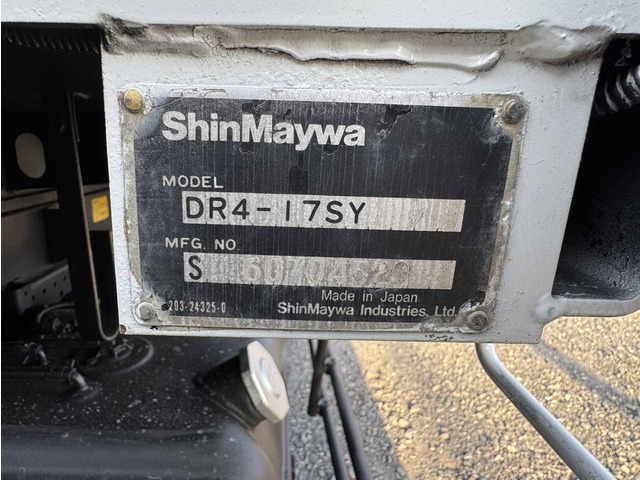 ShinMaywa
MODEL
DR4-17SY
MFG. NO.
S
Made in Japan
203-24325-0
ShinMaywa Industries, Ltd.